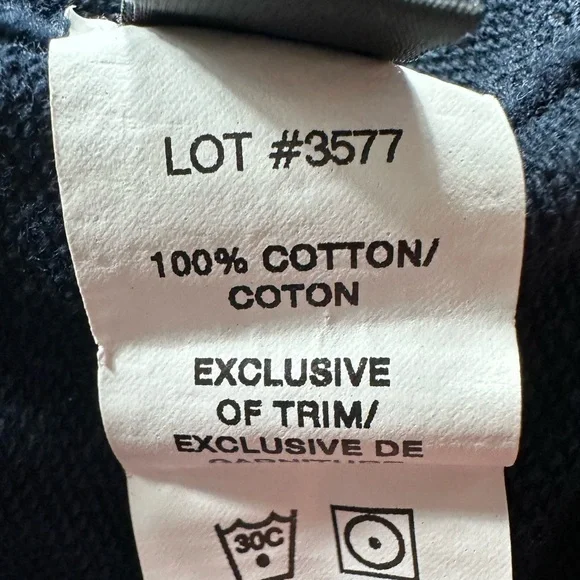 LOT #3577
100% COTTON/
COTON
EXCLUSIVE
OF TRIM/
EXCLUSIVE DE
30C